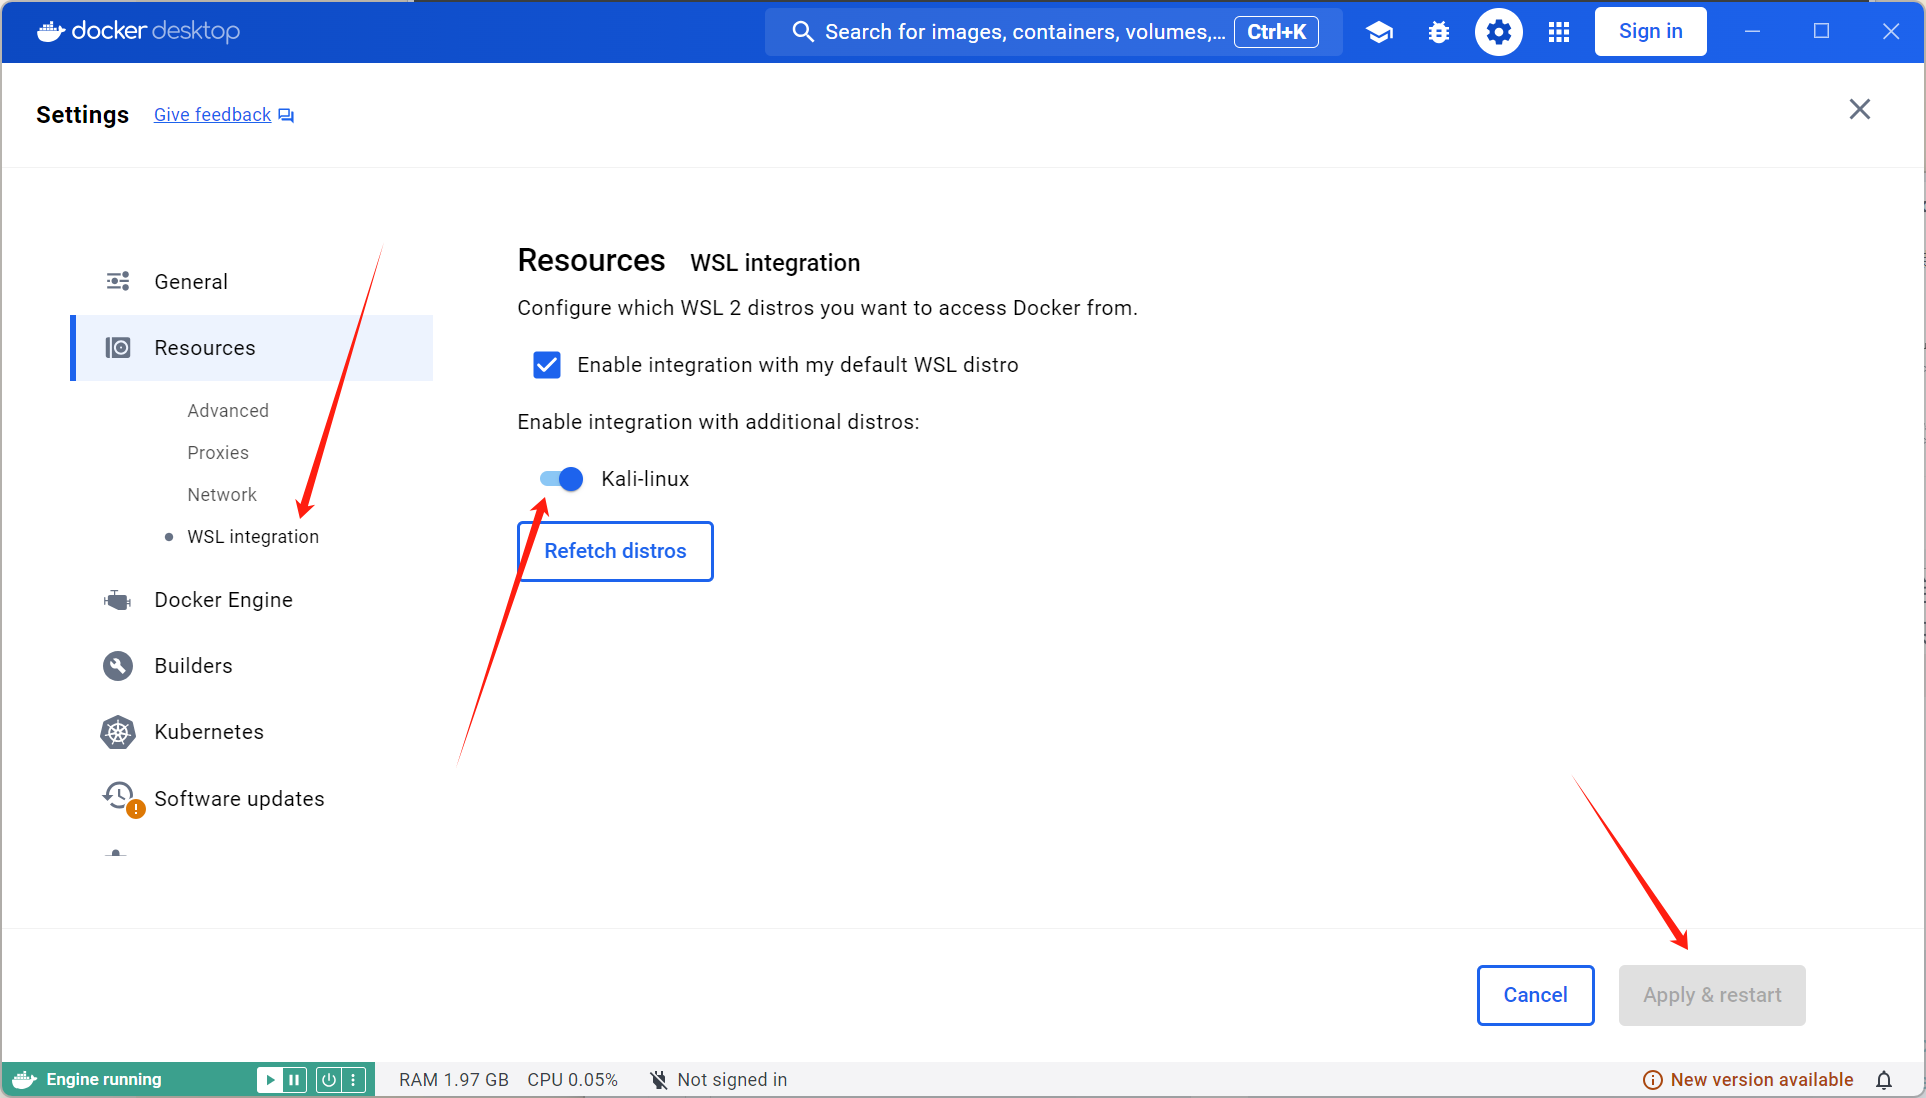 docker desktop
Search for images, containers, volumes,... Ctrl+K
Sign in
Settings
Give feedback
General
Resources
Advanced
Proxies
Network
WSL integration
Docker Engine
Builders
Kubernetes
Software updates
Resources WSL integration
Configure which WSL 2 distros you want to access Docker from.
Enable integration with my default WSL distro
Enable integration with additional distros:
Kali-linux
Refetch distros
Cancel
Apply & restart
Engine running
RAM 1.97 GB CPU 0.05%
Not signed in
New version available